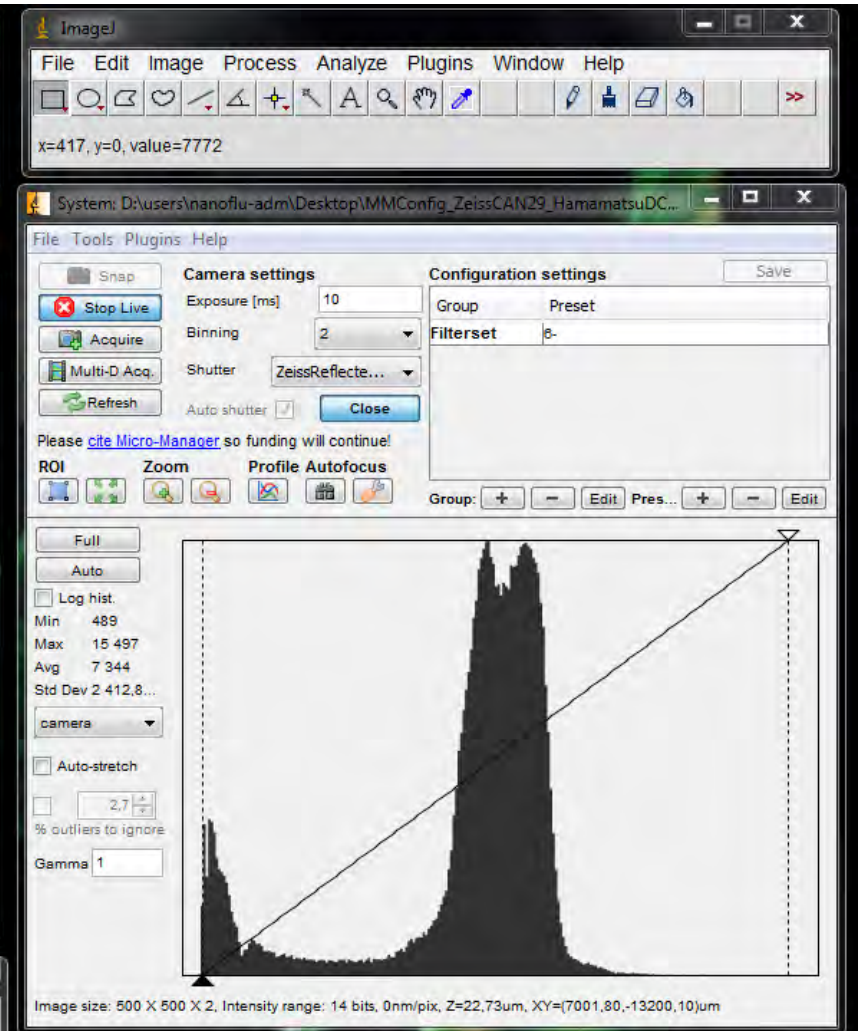 ImageJ
File Edit Image Process Analyze Plugins Window Help
A >>
x=417, y=0, value=7772
System: D:\users\nanoflu-adm\Desktop\MMConfig_ZeissCAN29_HamamatsuDC...
File Tools Plugins Help
Snap Camera settings Configuration settings Save
Stop Live Exposure [ms] 10 Group Preset
Acquire Binning 2 Filterset 6-
Multi-D Acq. Shutter ZeissReflecte...
Refresh Auto shutter Close
Please cite Micro-Manager so funding will continue!
ROI Zoom Profile Autofocus
Group: + - Edit Pres... + - Edit
Full
Auto
Log hist.
Min 489
Max 15 497
Avg 7 344
Std Dev 2 412,8...
camera
Auto-stretch
2,7
% outliers to ignore
Gamma 1
Image size: 500 X 500 X 2, Intensity range: 14 bits, 0nm/pix, Z=22,73um, XY=(7001,80,-13200,10)um